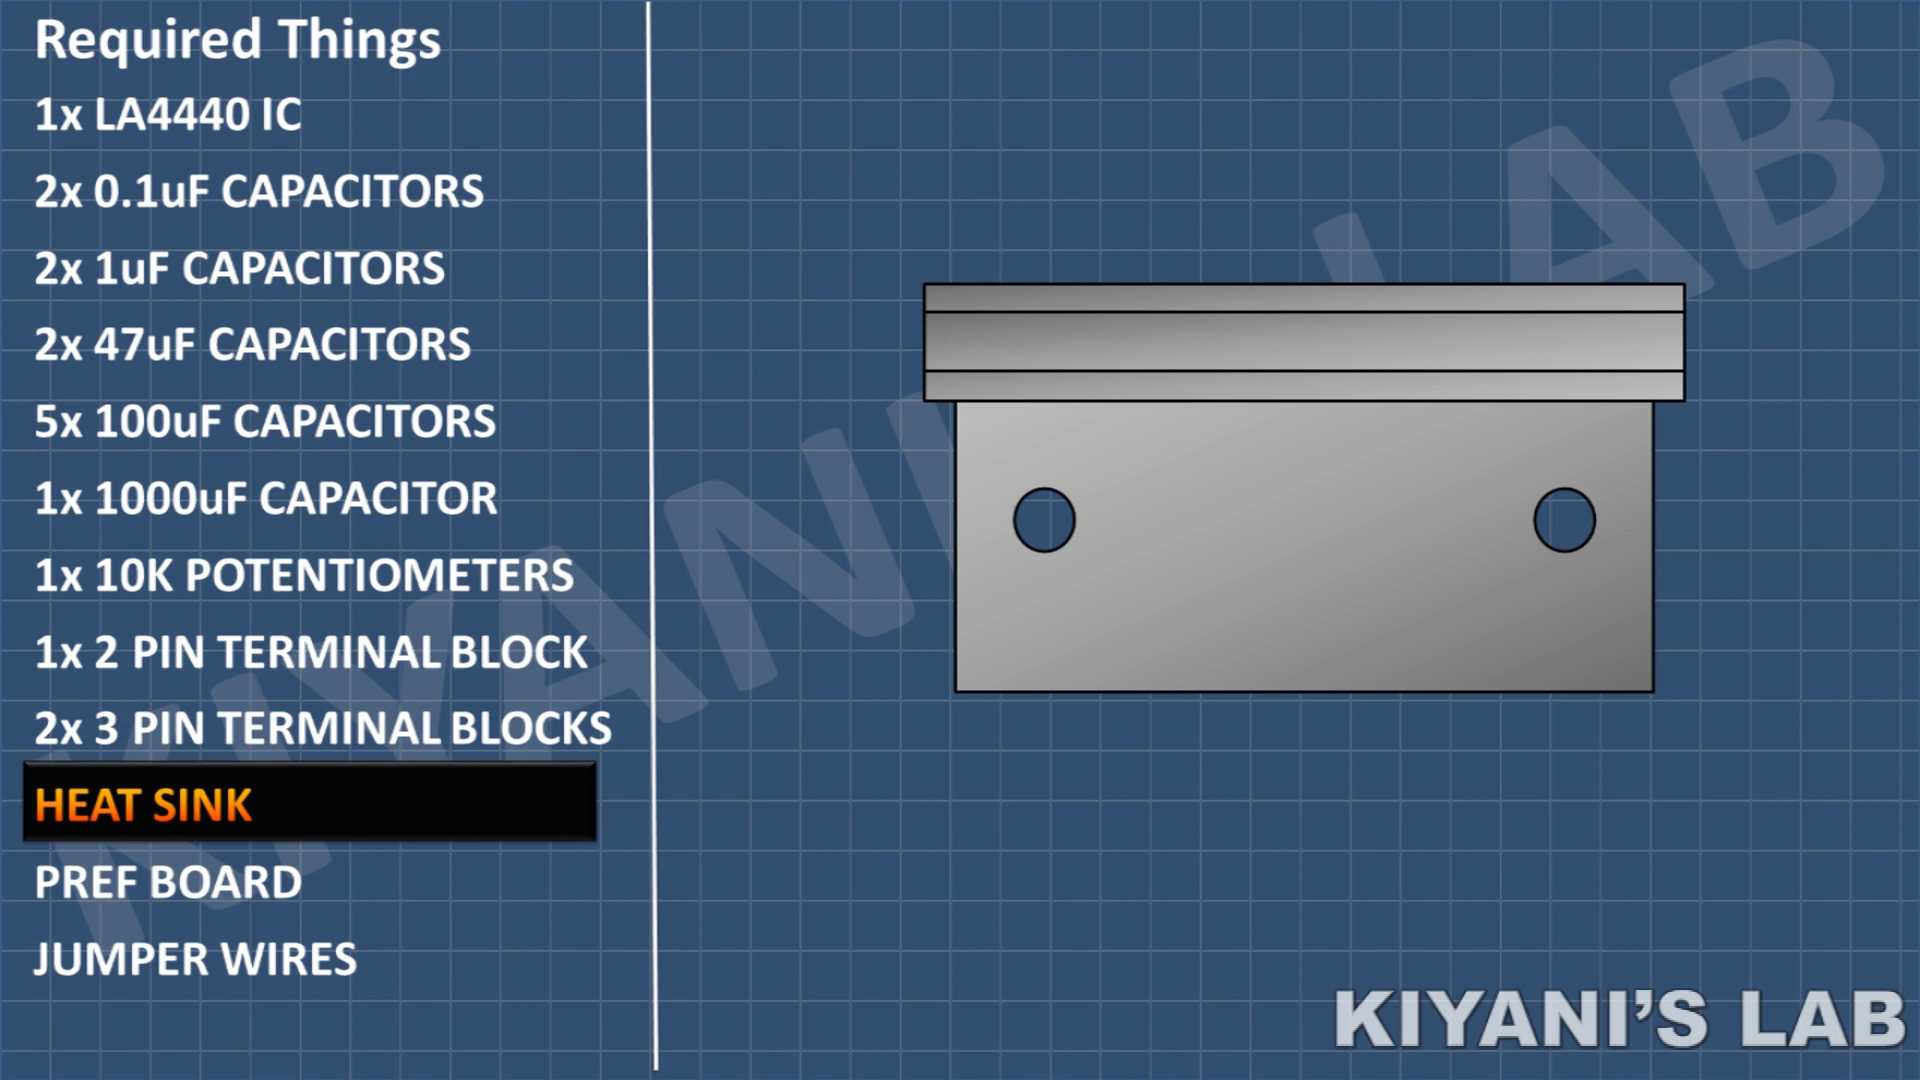 Required Things
1x LA4440 IC
2x 0.1uF CAPACITORS
2x 1uF CAPACITORS
2x 47uF CAPACITORS
5x 100uF CAPACITORS
1x 1000uF CAPACITOR
1x 10K POTENTIOMETERS
1x 2 PIN TERMINAL BLOCK
2x 3 PIN TERMINAL BLOCKS
HEAT SINK
PREF BOARD
JUMPER WIRES
KIYANI'S LAB
KIYANI'S LAB